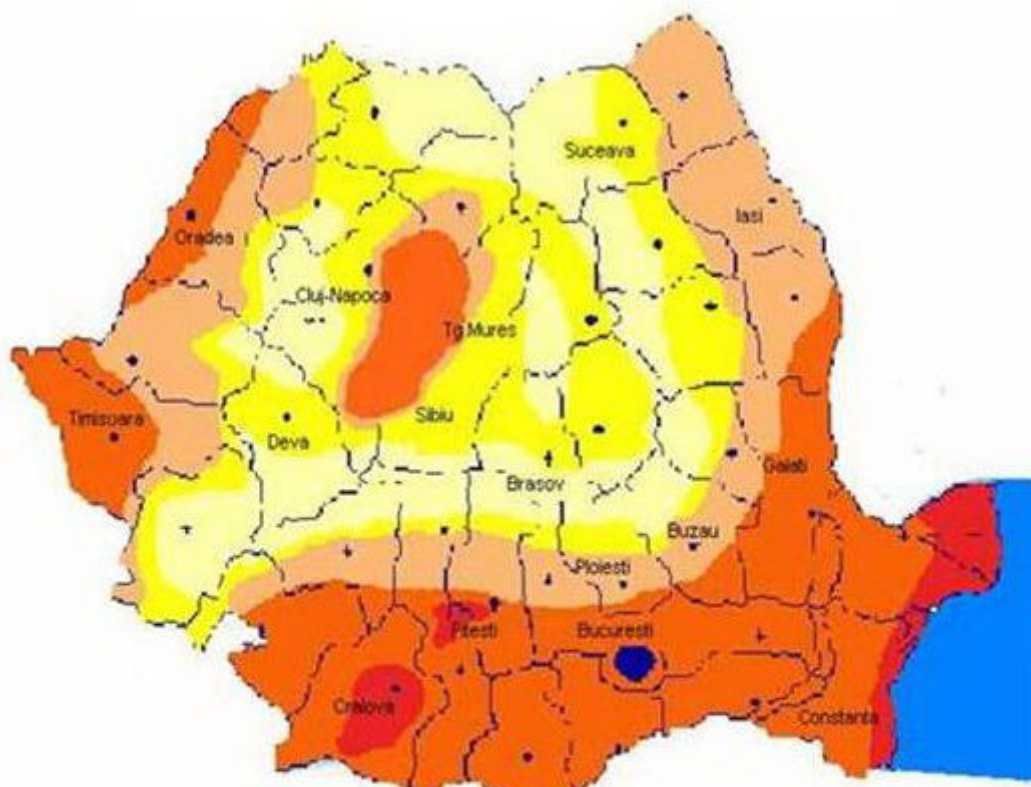 Suceava
Iasi
Oradea
Cluj-Napoca
Tg.Mures
Timisoara
Deva
Sibiu
Galati
Brasov
Buzau
Ploiesti
Pitesti
Bucuresti
Craiova
Constanta